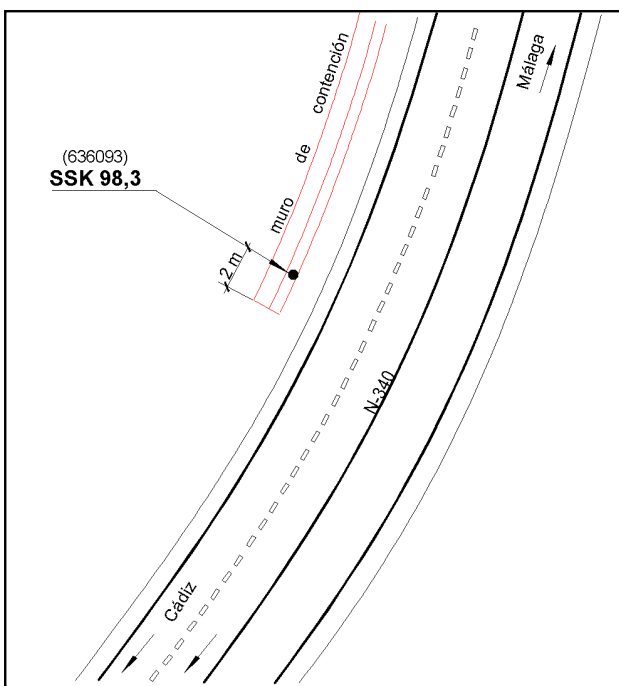 Málaga
muro de contención
(636093)
SSK 98,3
2 m
N-340
Cádiz